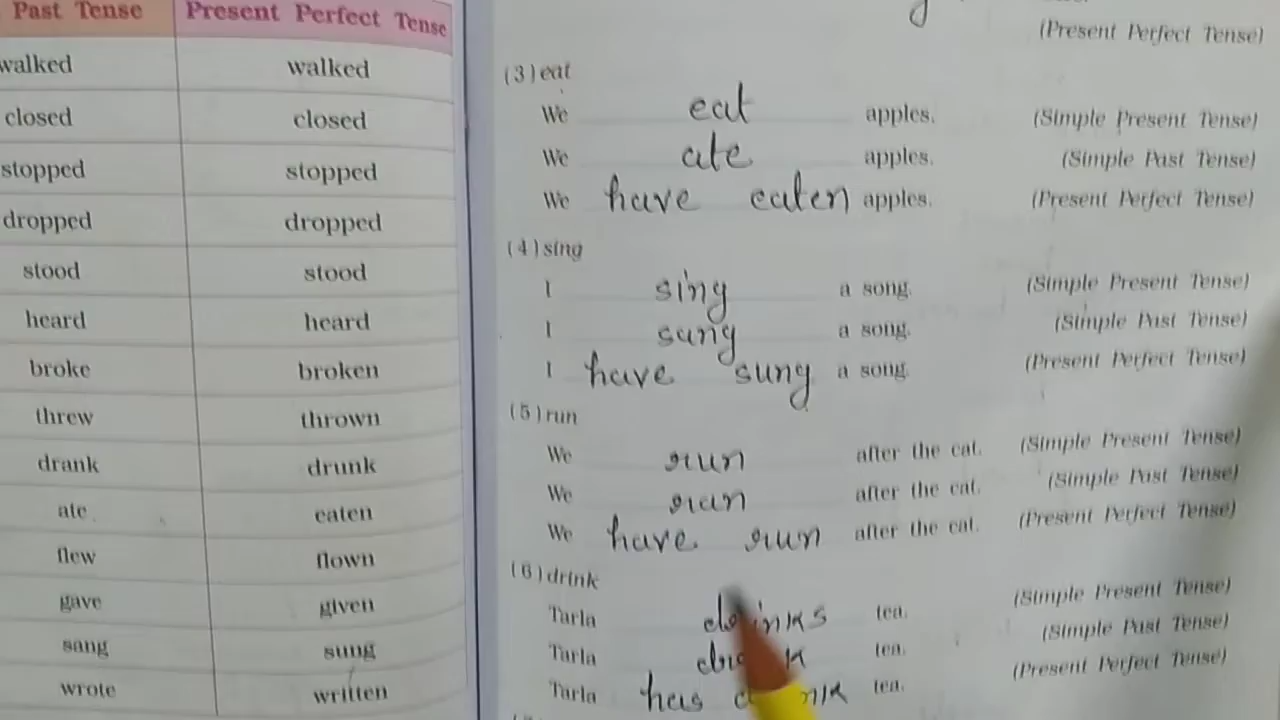 Past Tense Present Perfect Tense
walked walked
closed closed
stopped stopped
dropped dropped
stood stood
heard heard
broke broken
threw thrown
drank drunk
ate eaten
flew flown
gave given
sang sung
wrote written
(Present Perfect Tense)
(3) eat
We eat apples. (Simple Present Tense)
We ate apples. (Simple Past Tense)
We have eaten apples. (Present Perfect Tense)
(4) sing
I sing a song. (Simple Present Tense)
I sang a song. (Simple Past Tense)
I have sung a song. (Present Perfect Tense)
(5) run
We run after the cat. (Simple Present Tense)
We ran after the cat. (Simple Past Tense)
We have run after the cat. (Present Perfect Tense)
(6) drink
Tarla drinks tea. (Simple Present Tense)
Tarla tea. (Simple Past Tense)
Tarla has tea. (Present Perfect Tense)